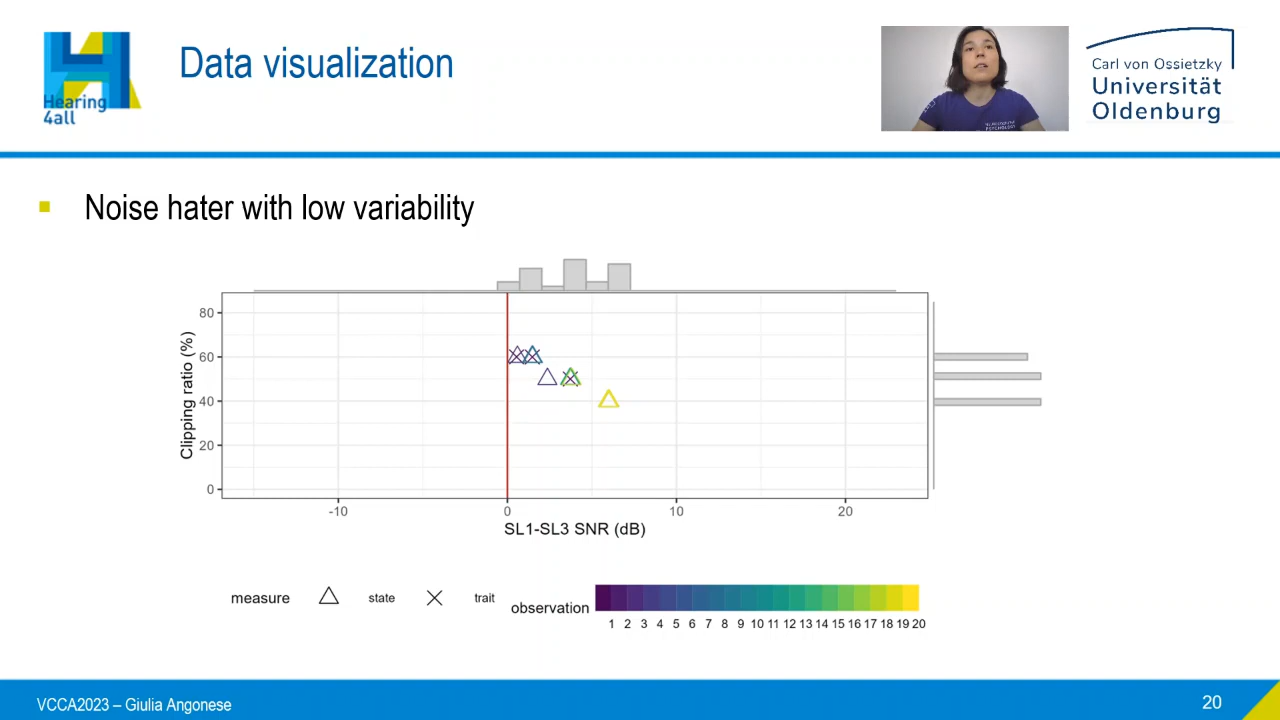 Hearing
4all
Data visualization
Carl von Ossietzky
Universität
Oldenburg
Noise hater with low variability
Clipping ratio (%)
80
60
40
20
0
-10
0
10
20
SL1-SL3 SNR (dB)
measure
state
trait
observation
1 2 3 4 5 6 7 8 9 10 11 12 13 14 15 16 17 18 19 20
VCCA2023 – Giulia Angonese
20